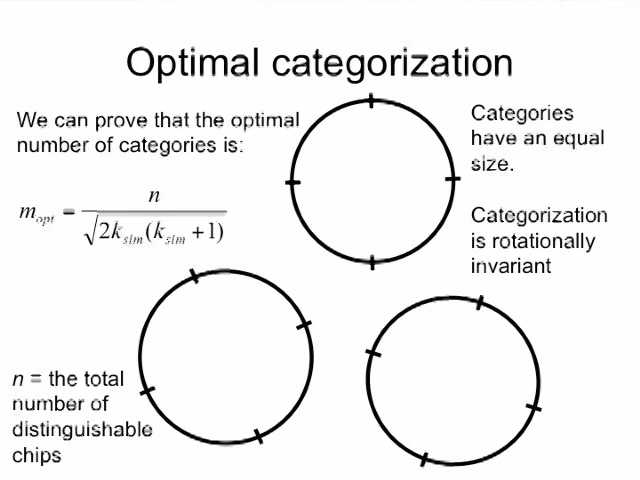 Optimal categorization
We can prove that the optimal
number of categories is:
m_opt = n / √(2k_sim(k_sim + 1))
Categories
have an equal
size.
Categorization
is rotationally
invariant
n = the total
number of
distinguishable
chips